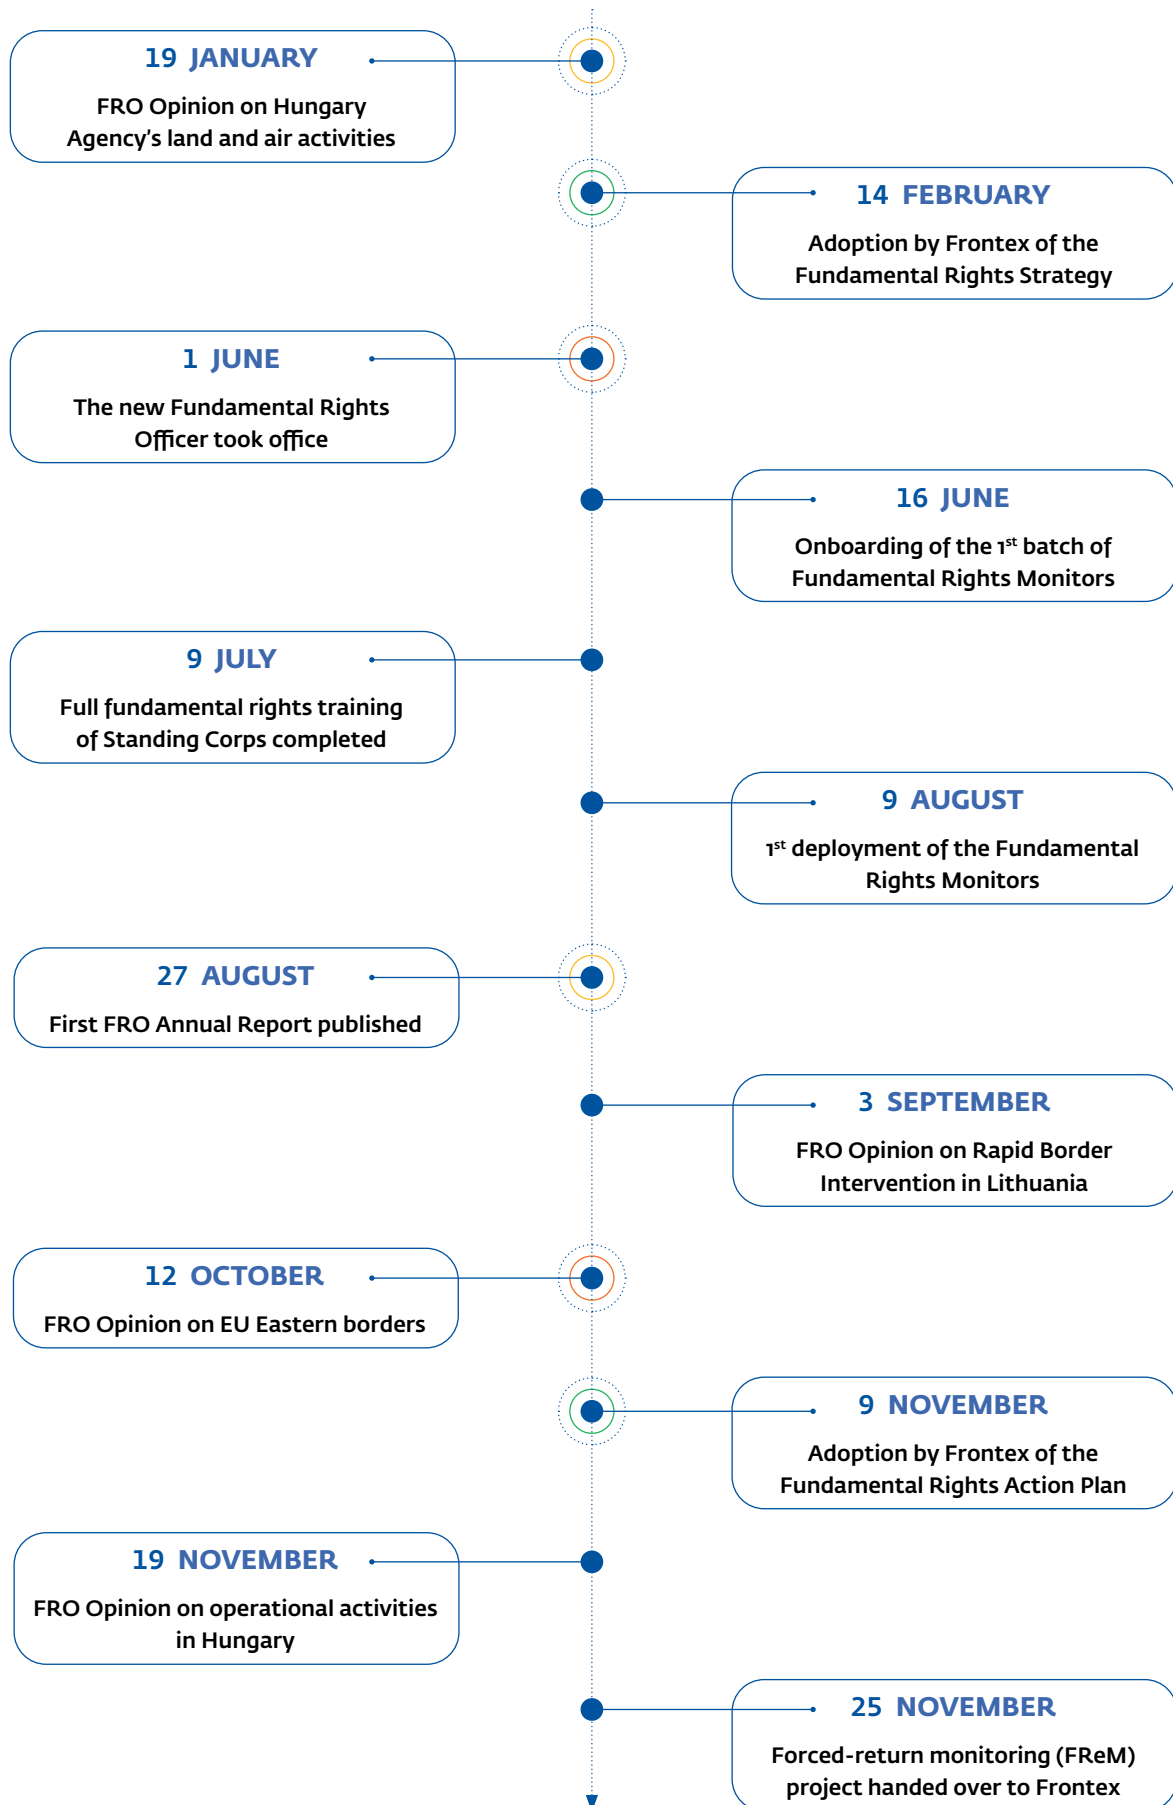 19 JANUARY
FRO Opinion on Hungary
Agency's land and air activities
14 FEBRUARY
Adoption by Frontex of the
Fundamental Rights Strategy
1 JUNE
The new Fundamental Rights
Officer took office
16 JUNE
Onboarding of the 1st batch of
Fundamental Rights Monitors
9 JULY
Full fundamental rights training
of Standing Corps completed
9 AUGUST
1st deployment of the Fundamental
Rights Monitors
27 AUGUST
First FRO Annual Report published
3 SEPTEMBER
FRO Opinion on Rapid Border
Intervention in Lithuania
12 OCTOBER
FRO Opinion on EU Eastern borders
9 NOVEMBER
Adoption by Frontex of the
Fundamental Rights Action Plan
19 NOVEMBER
FRO Opinion on operational activities
in Hungary
25 NOVEMBER
Forced-return monitoring (FReM)
project handed over to Frontex